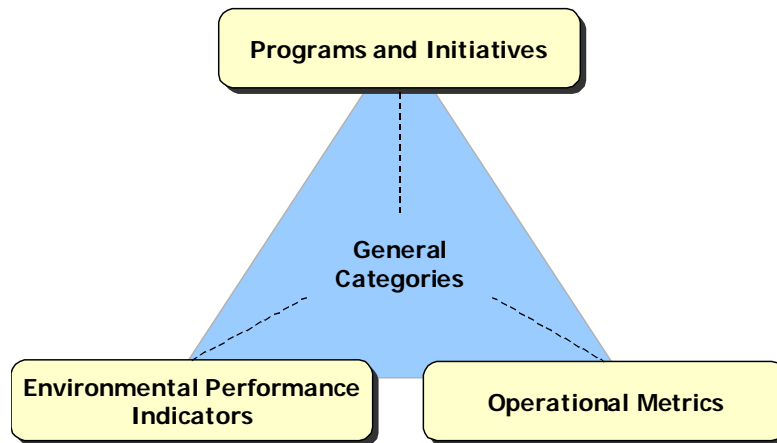 Programs and Initiatives
General
Categories
Environmental Performance
Indicators
Operational Metrics